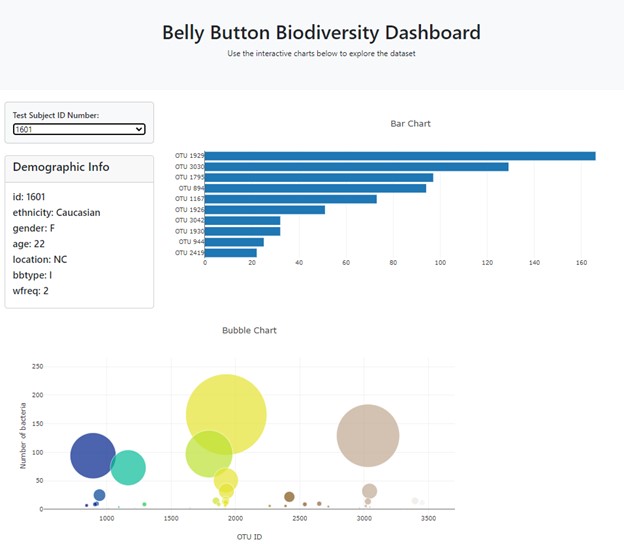 Belly Button Biodiversity Dashboard
Use the interactive charts below to explore the dataset
Test Subject ID Number:
1601
Demographic Info
id: 1601
ethnicity: Caucasian
gender: F
age: 22
location: NC
bbtype: I
wfreq: 2
Bar Chart
OTU 1929
OTU 3030
OTU 1795
OTU 894
OTU 1167
OTU 1926
OTU 3042
OTU 1930
OTU 944
OTU 2419
0 20 40 60 80 100 120 140 160
Bubble Chart
Number of bacteria
250
200
150
100
50
0
1000 1500 2000 2500 3000 3500
OTU ID